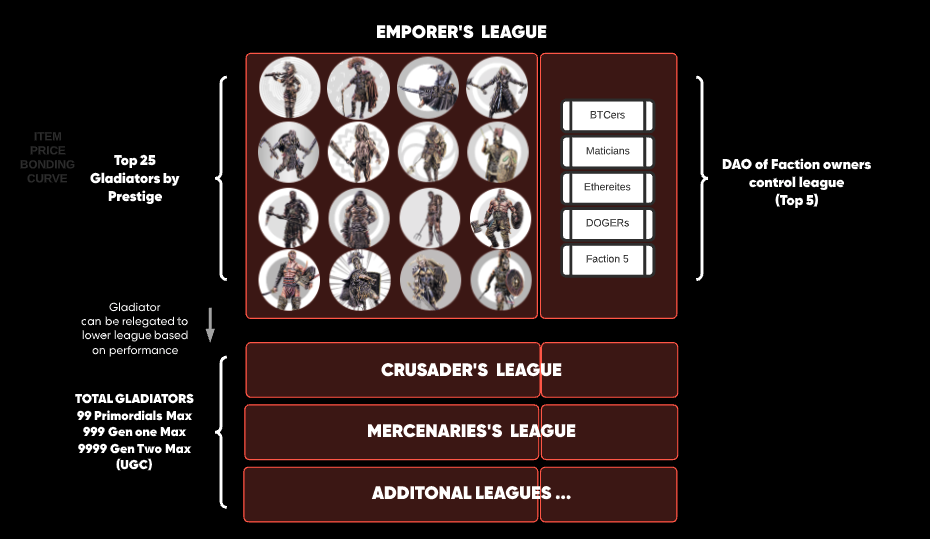 EMPORER'S LEAGUE
ITEM
PRICE
BONDING
CURVE
Top 25
Gladiators by
Prestige
BTCers
Maticians
Ethereites
DOGERs
Faction 5
DAO of Faction owners
control league
(Top 5)
Gladiator
can be relegated to
lower league based
on performance
TOTAL GLADIATORS
99 Primordials Max
999 Gen one Max
9999 Gen Two Max
(UGC)
CRUSADER'S LEAGUE
MERCENARIES'S LEAGUE
ADDITONAL LEAGUES ...